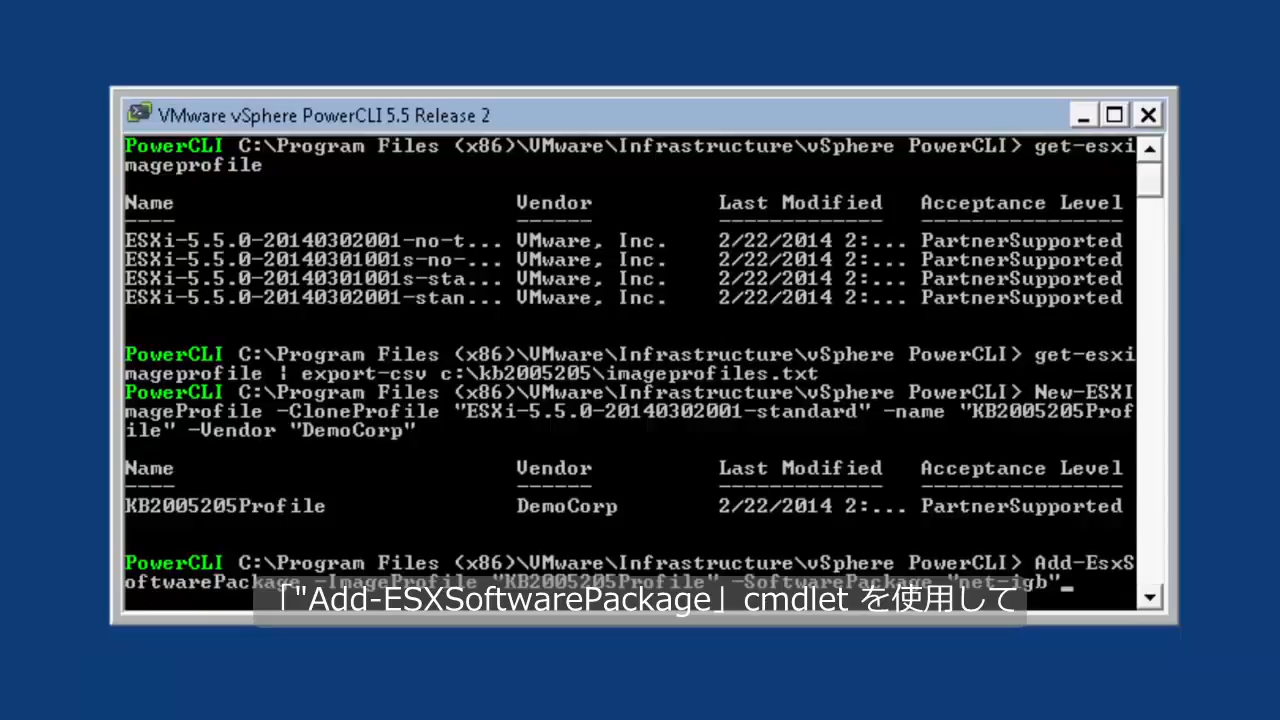 VMware vSphere PowerCLI 5.5 Release 2
PowerCLI C:\Program Files (x86)\VMware\Infrastructure\vSphere PowerCLI> get-esxi
mageprofile
Name Vendor Last Modified Acceptance Level
---- ------ ------------- ----------------
ESXi-5.5.0-20140302001-no-t... VMware, Inc. 2/22/2014 2:... PartnerSupported
ESXi-5.5.0-20140301001s-no-... VMware, Inc. 2/22/2014 2:... PartnerSupported
ESXi-5.5.0-20140301001s-sta... VMware, Inc. 2/22/2014 2:... PartnerSupported
ESXi-5.5.0-20140302001-stan... VMware, Inc. 2/22/2014 2:... PartnerSupported
PowerCLI C:\Program Files (x86)\VMware\Infrastructure\vSphere PowerCLI> get-esxi
mageprofile | export-csv c:\kb2005205\imageprofiles.txt
PowerCLI C:\Program Files (x86)\VMware\Infrastructure\vSphere PowerCLI> New-ESXI
mageProfile -CloneProfile "ESXi-5.5.0-20140302001-standard" -name "KB2005205Prof
ile" -Vendor "DemoCorp"
Name Vendor Last Modified Acceptance Level
---- ------ ------------- ----------------
KB2005205Profile DemoCorp 2/22/2014 2:... PartnerSupported
PowerCLI C:\Program Files (x86)\VMware\Infrastructure\vSphere PowerCLI> Add-EsxS
oftwarePackage -ImageProfile "KB2005205Profile" -SoftwarePackage "net-igb"_
「"Add-ESXSoftwarePackage」cmdlet を使用して